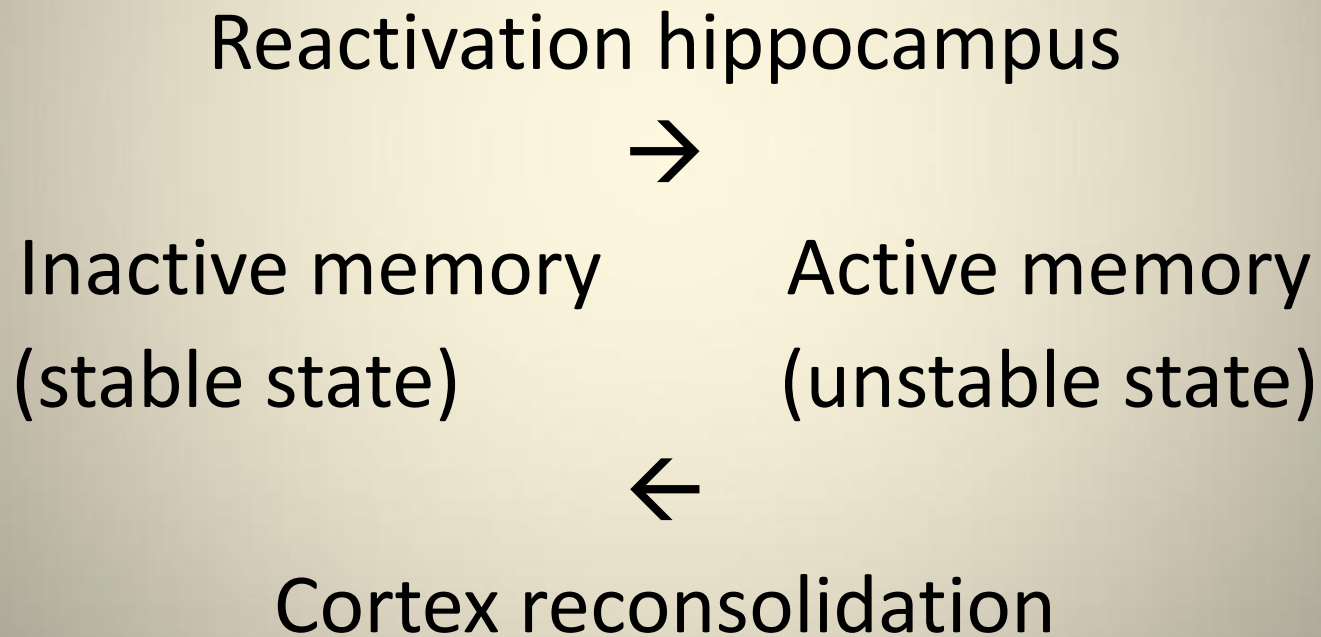 Reactivation hippocampus
→
Inactive memory Active memory
(stable state) (unstable state)
←
Cortex reconsolidation